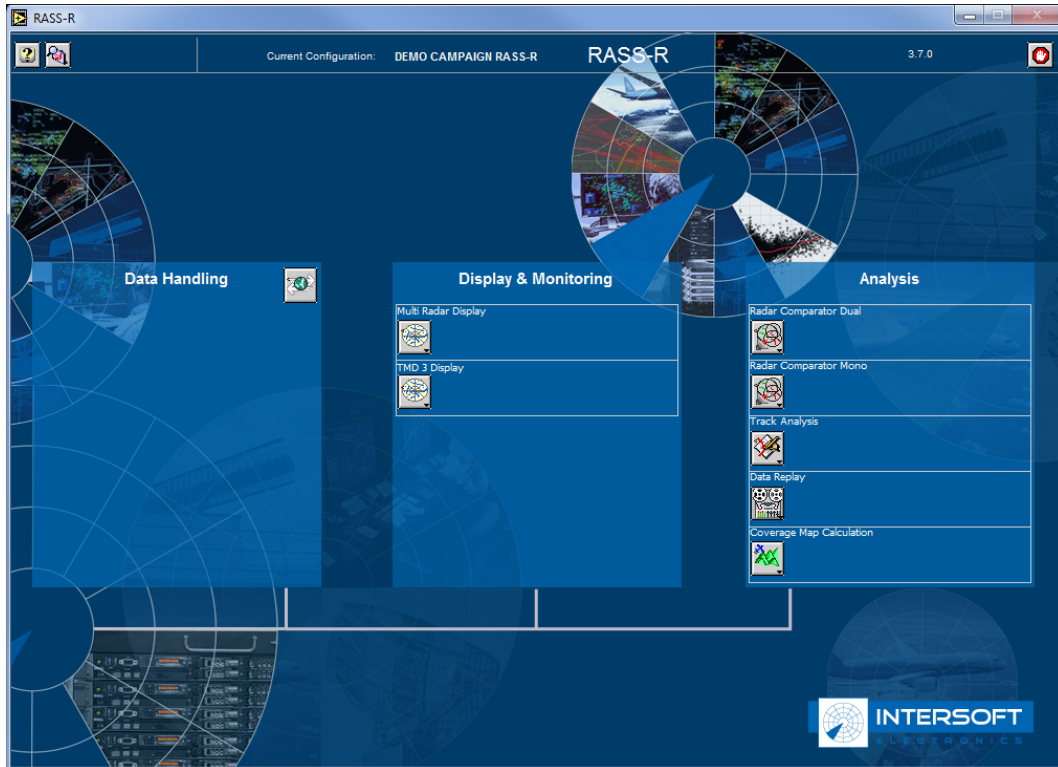 RASS-R
Current Configuration: DEMO CAMPAIGN RASS-R RASS-R 3.7.0
Data Handling
Display & Monitoring
Multi Radar Display
TMD 3 Display
Analysis
Radar Comparator Dual
Radar Comparator Mono
Track Analysis
Data Replay
Coverage Map Calculation
INTERSOFT
ELECTRONICS